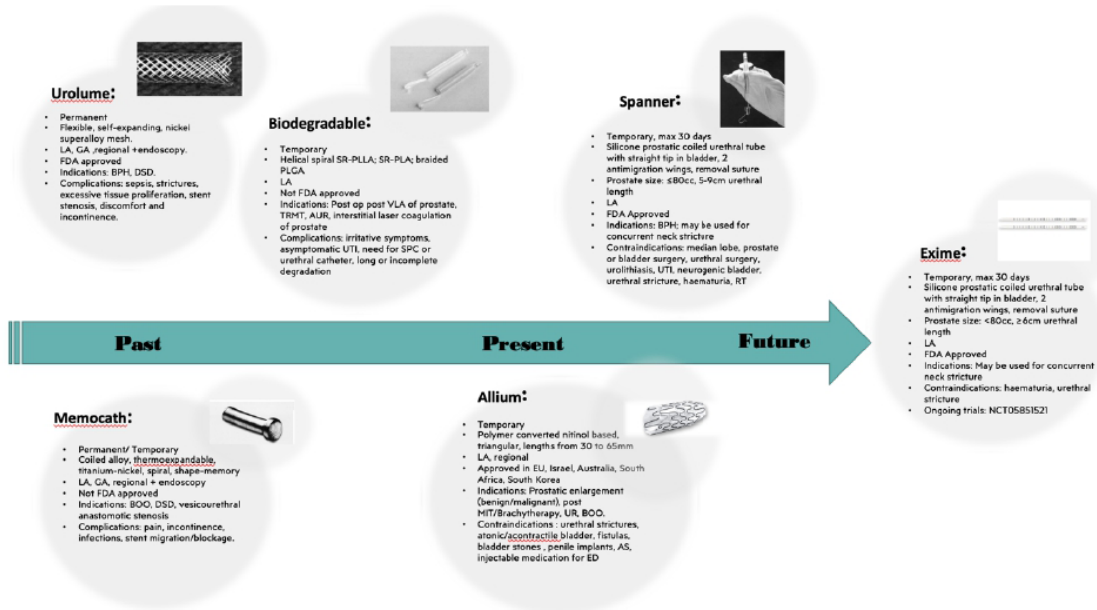 Urolume:
• Permanent
• Flexible, self-expanding, nickel
superalloy mesh.
• LA, GA ,regional +endoscopy.
• FDA approved
• Indications: BPH, DSD.
• Complications: sepsis, strictures,
excessive tissue proliferation, stent
stenosis, discomfort and
incontinence.
Biodegradable:
• Temporary
• Helical spiral SR-PLLA; SR-PLA; braided
PLGA
• LA
• Not FDA approved
• Indications: Post op post VLA of prostate,
TRMT, AUR, interstitial laser coagulation
of prostate
• Complications: irritative symptoms,
asymptomatic UTI, need for SPC or
urethral catheter, long or incomplete
degradation
Spanner:
• Temporary, max 30 days
• Silicone prostatic coiled urethral tube
with straight tip in bladder, 2
antimigration wings, removal suture
• Prostate size: ≤80cc, 5-9cm urethral
length
• LA
• FDA Approved
• Indications: BPH; may be used for
concurrent neck stricture
• Contraindications: median lobe, prostate
or bladder surgery, urethral surgery,
urolithiasis, UTI, neurogenic bladder,
urethral stricture, haematuria, RT
Exime:
• Temporary, max 30 days
• Silicone prostatic coiled urethral tube
with straight tip in bladder, 2
antimigration wings, removal suture
• Prostate size: <80cc, ≥6cm urethral
length
• LA
• FDA Approved
• Indications: May be used for concurrent
neck stricture
• Contraindications: haematuria, urethral
stricture
• Ongoing trials: NCT05851521
Past
Present
Future
Memocath:
• Permanent/ Temporary
• Coiled alloy, thermoexpandable,
titanium-nickel, spiral, shape-memory
• LA, GA, regional + endoscopy
• Not FDA approved
• Indications: BOO, DSD, vesicourethral
anastomotic stenosis
• Complications: pain, incontinence,
infections, stent migration/blockage.
Allium:
• Temporary
• Polymer converted nitinol based,
triangular, lengths from 30 to 65mm
• LA, regional
• Approved in EU, Israel, Australia, South
Africa, South Korea
• Indications: Prostatic enlargement
(benign/malignant), post
MIT/Brachytherapy, UR, BOO.
• Contraindications : urethral strictures,
atonic/acontractile bladder, fistulas,
bladder stones , penile implants, AS,
injectable medication for ED